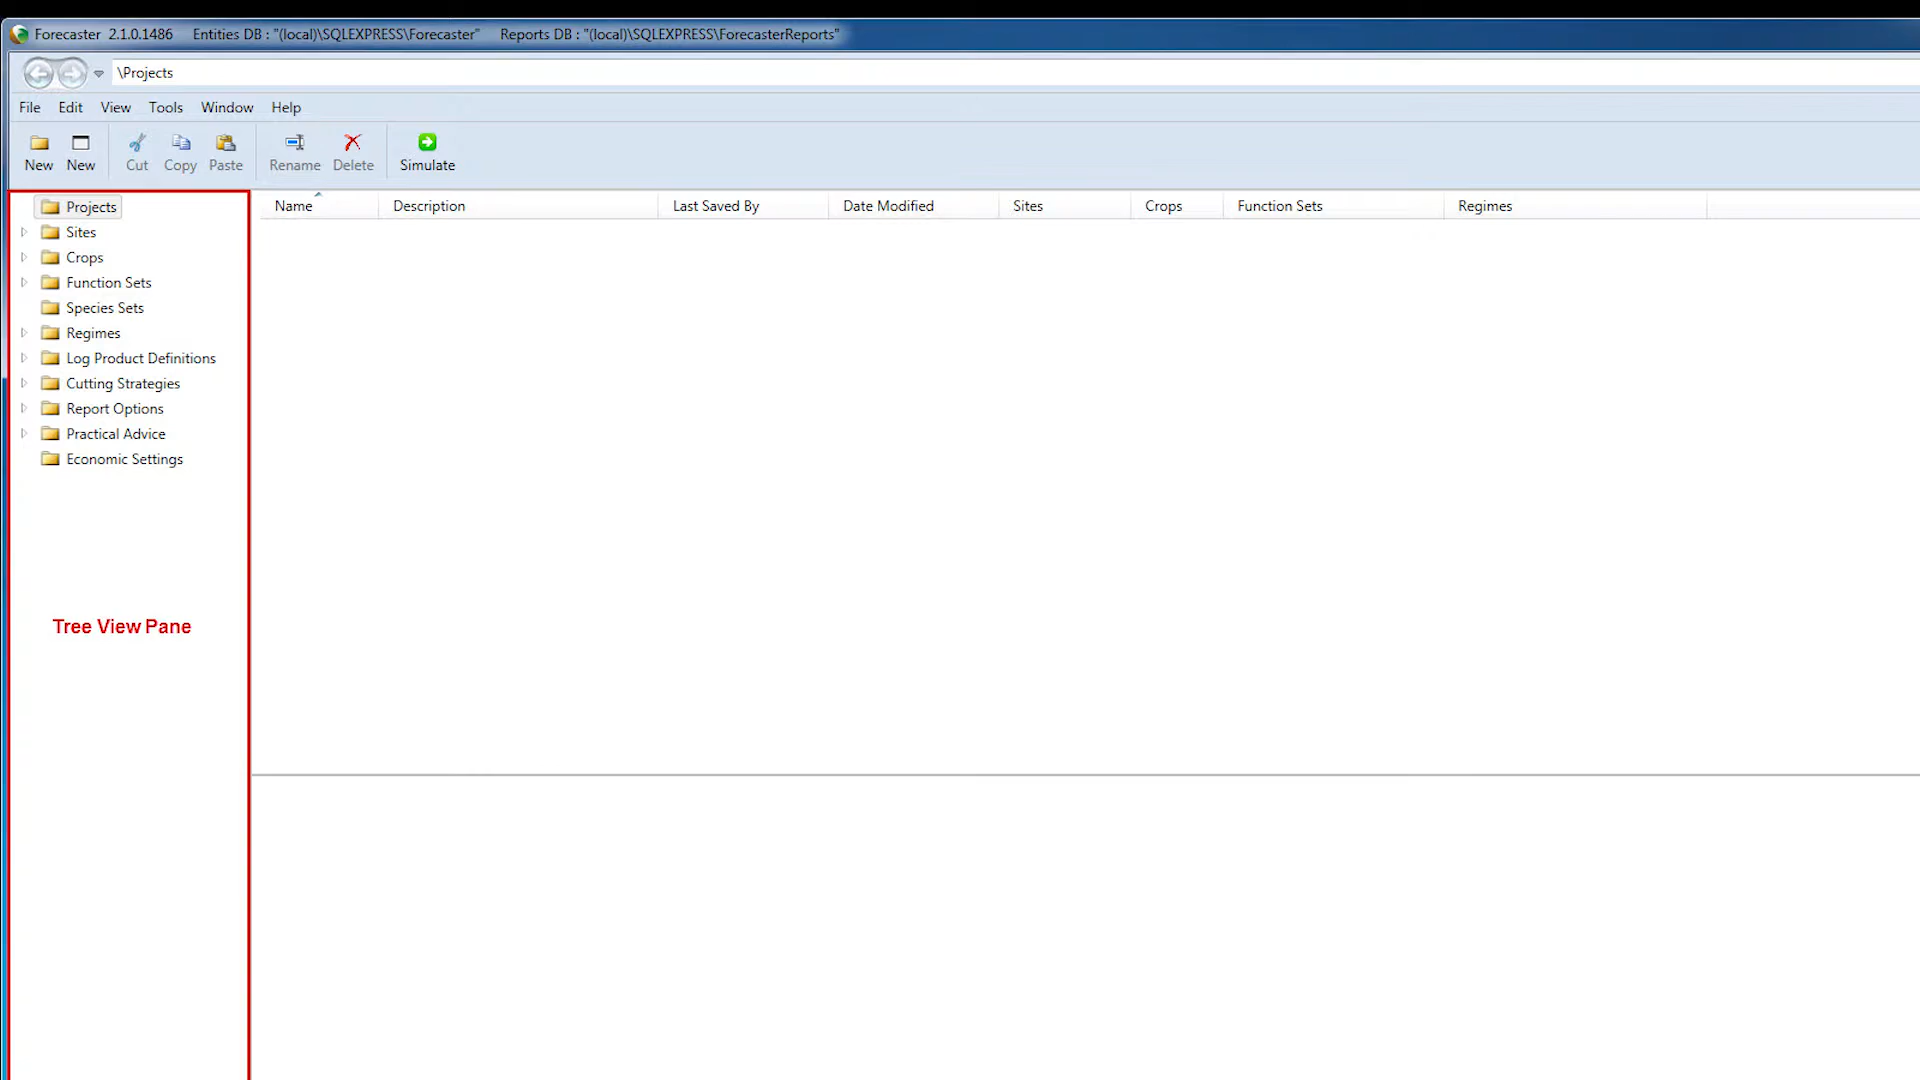 Forecaster 2.1.0.1486 Entities DB : "(local)\SQLEXPRESS\Forecaster" Reports DB : "(local)\SQLEXPRESS\ForecasterReports"
\Projects
File Edit View Tools Window Help
New New Cut Copy Paste Rename Delete Simulate
Name Description Last Saved By Date Modified Sites Crops Function Sets Regimes
Projects
Sites
Crops
Function Sets
Species Sets
Regimes
Log Product Definitions
Cutting Strategies
Report Options
Practical Advice
Economic Settings
Tree View Pane